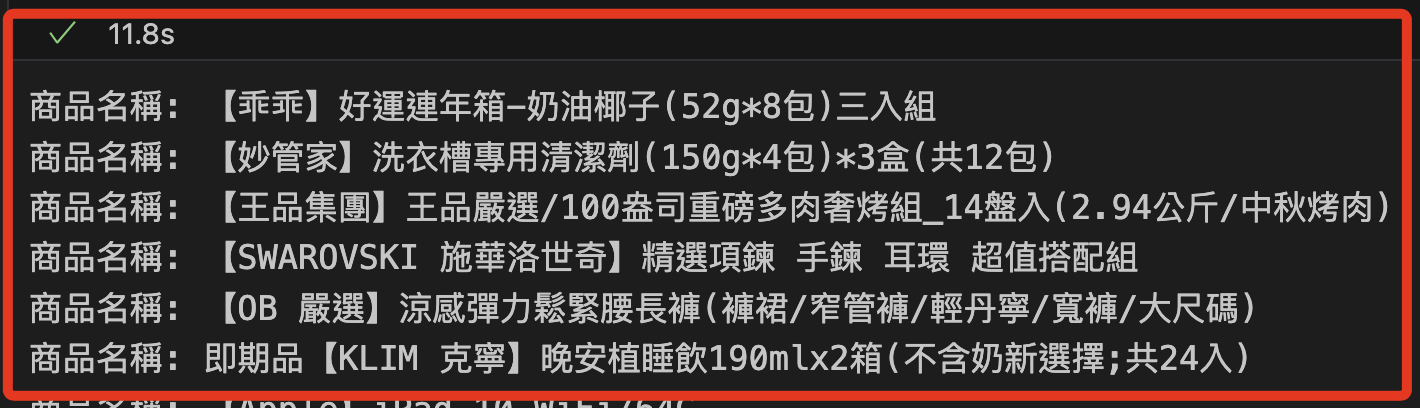 11.8s
商品名稱: 【乖乖】好運連年箱-奶油椰子(52g*8包)三入組
商品名稱: 【妙管家】洗衣槽專用清潔劑(150g*4包)*3盒(共12包)
商品名稱: 【王品集團】王品嚴選/100盎司重磅多肉奢烤組_14盤入(2.94公斤/中秋烤肉)
商品名稱: 【SWAROVSKI 施華洛世奇】精選項鍊 手鍊 耳環 超值搭配組
商品名稱: 【OB 嚴選】涼感彈力鬆緊腰長褲(褲裙/窄管褲/輕丹寧/寬褲/大尺碼)
商品名稱: 即期品【KLIM 克寧】晚安植睡飲190mlx2箱(不含奶新選擇;共24入)
商品名稱: 【Apple】iPad 10 WiFi/64G